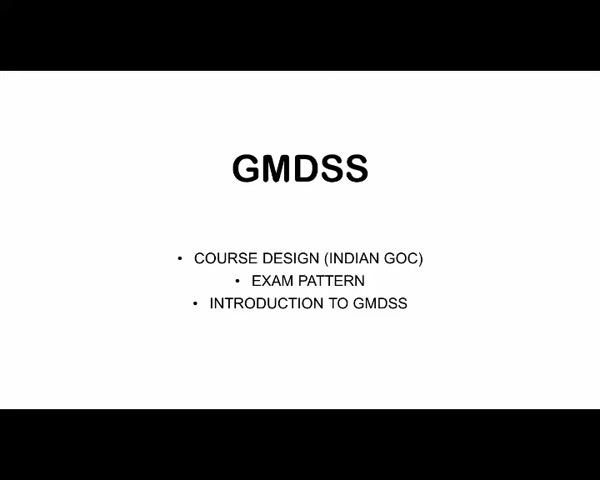 GMDSS
• COURSE DESIGN (INDIAN GOC)
• EXAM PATTERN
• INTRODUCTION TO GMDSS